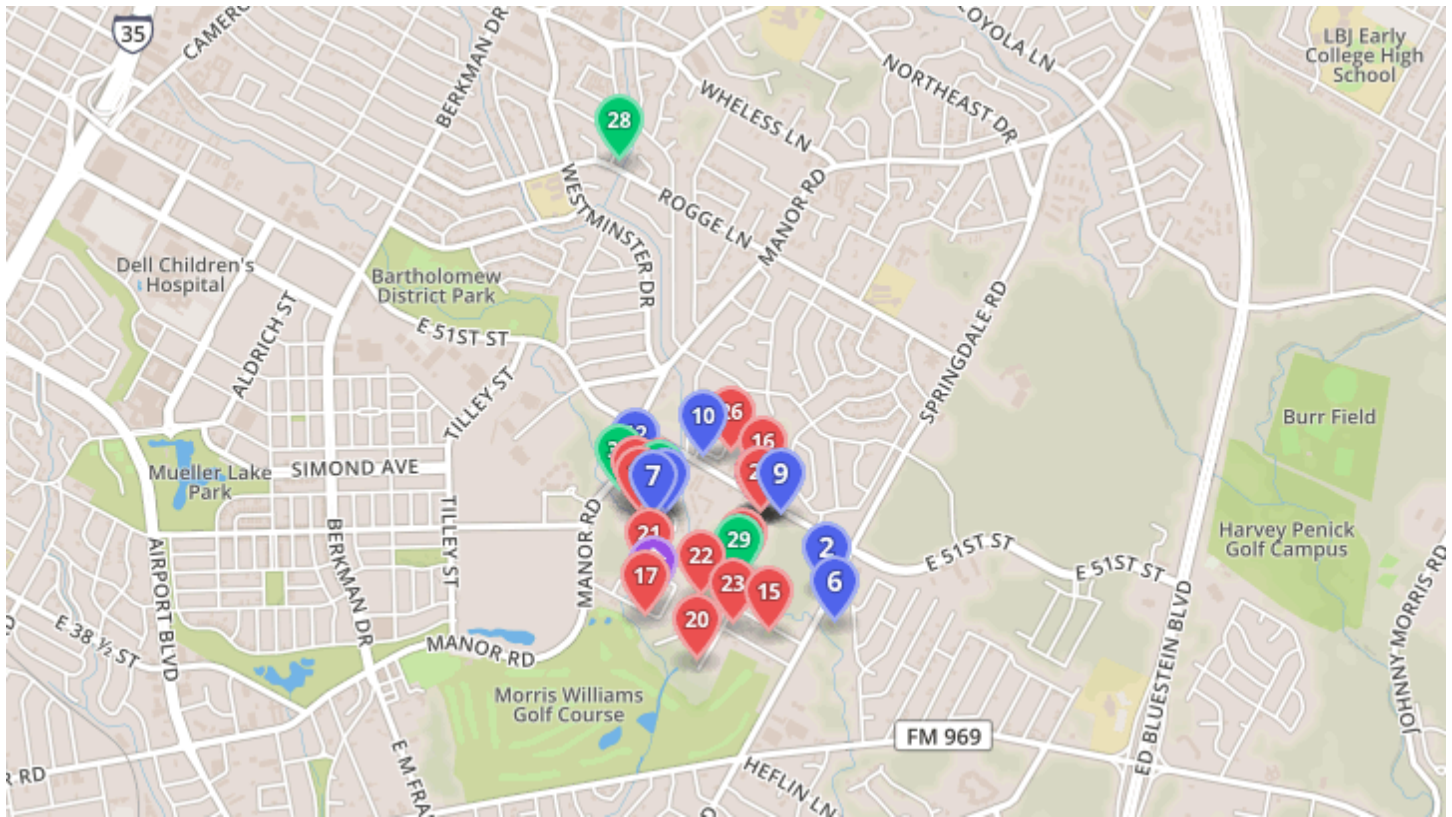 35
CAMERO
BERKMAN DR
LOYOLA LN
LBJ Early
College High
School
NORTHEAST DR
WHELESS LN
28
WESTMINSTER DR
ROGGE LN
MANOR RD
Dell Children's
Hospital
Bartholomew
District Park
ALDRICH ST
E 51ST ST
TILLEY ST
SPRINGDALE RD
10
26
16
Burr Field
Mueller Lake
Park
SIMOND AVE
7
9
TILLEY ST
MANOR RD
21
22
29
2
E 51ST ST
E 51ST ST
Harvey Penick
Golf Campus
AIRPORT BLVD
BERKMAN DR
17
23
15
6
20
E 38 ½ ST
MANOR RD
ED BLUESTEIN BLVD
JOHNNY MORRIS RD
Morris Williams
Golf Course
FM 969
R RD
E M FRA
HEFLIN LN